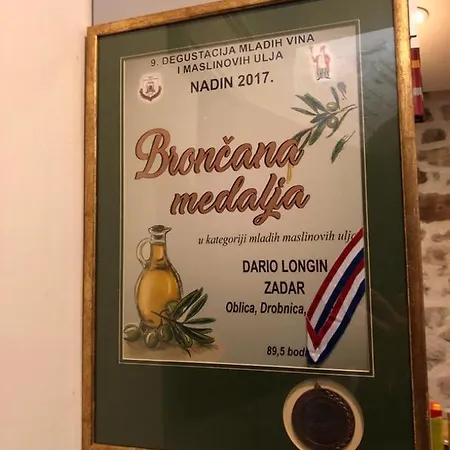 9. DEGUSTACIJA MLADIH VINA
I MASLINOVIH ULJA
NADIN 2017.
Brončana
medalja
u kategoriji mladih maslinovih ulja
DARIO LONGIN
ZADAR
Oblica, Drobnica,
89,5